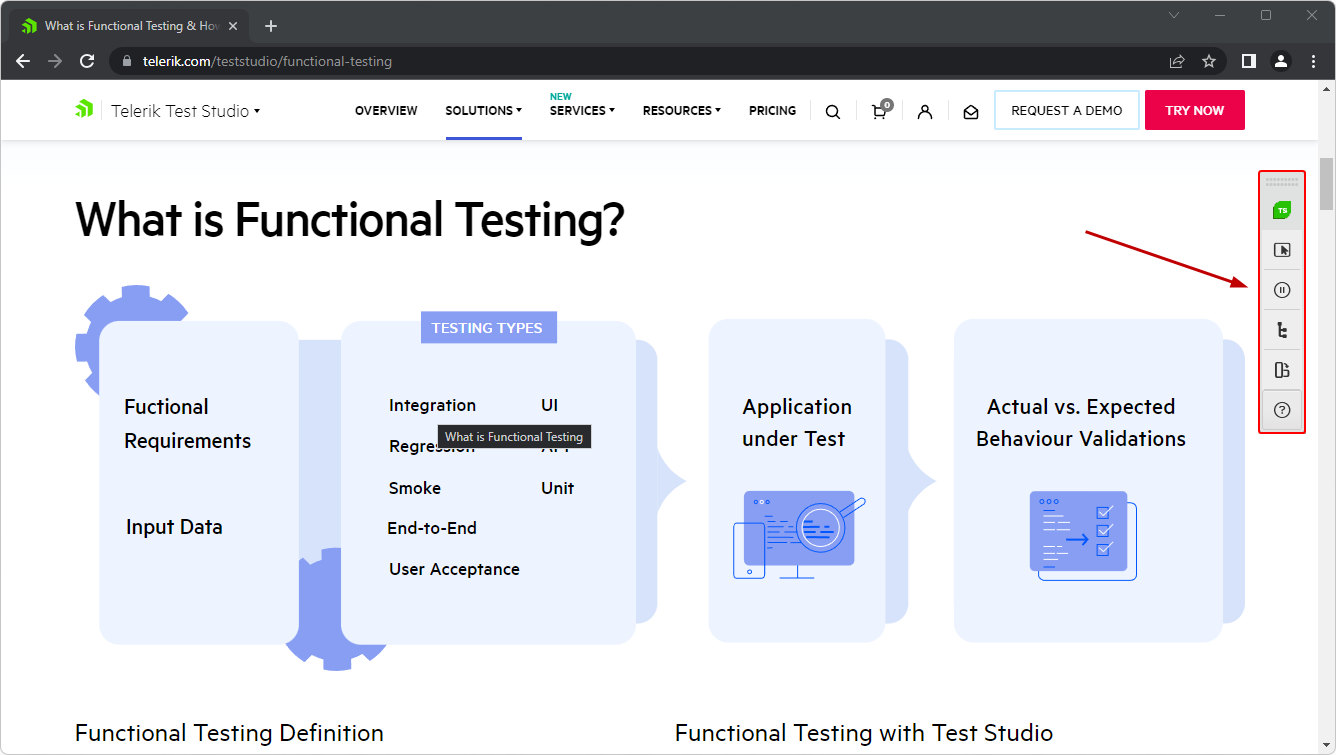 What is Functional Testing & How
telerik.com/teststudio/functional-testing
Telerik Test Studio
OVERVIEW
SOLUTIONS
NEW
SERVICES
RESOURCES
PRICING
0
REQUEST A DEMO
TRY NOW
What is Functional Testing?
TS
TESTING TYPES
Fuctional
Requirements
Input Data
Integration
UI
What is Functional Testing
Regression
API
Smoke
Unit
End-to-End
User Acceptance
Application
under Test
Actual vs. Expected
Behaviour Validations
Functional Testing Definition
Functional Testing with Test Studio